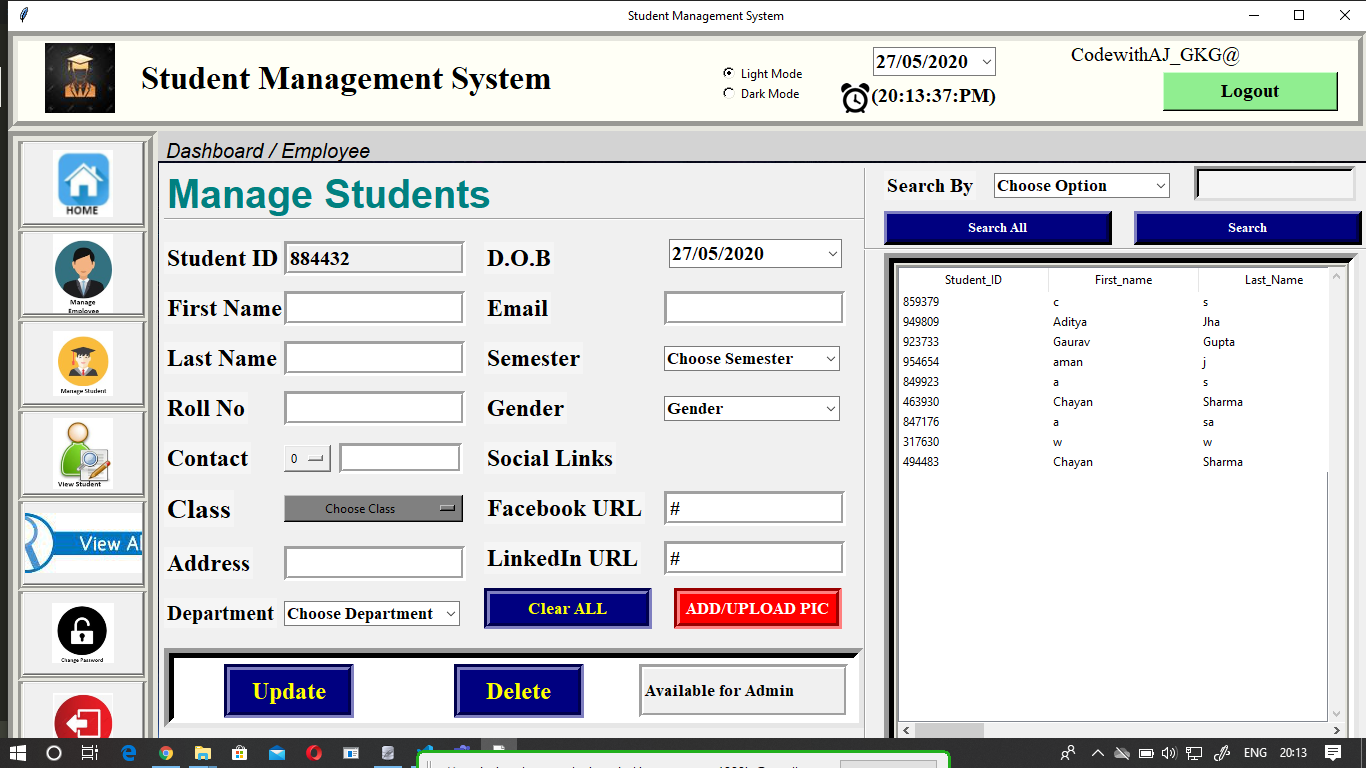 Student Management System
Student Management System
Light Mode
Dark Mode
27/05/2020
(20:13:37:PM)
CodewithAJ_GKG@
Logout
HOME
Manage
Employee
Manage Student
View Student
View Al
Change Password
Dashboard / Employee
Manage Students
Student ID 884432
First Name
Last Name
Roll No
Contact 0
Class Choose Class
Address
Department Choose Department
D.O.B 27/05/2020
Email
Semester Choose Semester
Gender Gender
Social Links
Facebook URL #
LinkedIn URL #
Clear ALL
ADD/UPLOAD PIC
Update
Delete
Available for Admin
Search By Choose Option
Search All
Search
Student_ID First_name Last_Name
859379 c s
949809 Aditya Jha
923733 Gaurav Gupta
954654 aman j
849923 a s
463930 Chayan Sharma
847176 a sa
317630 w w
494483 Chayan Sharma
ENG 20:13